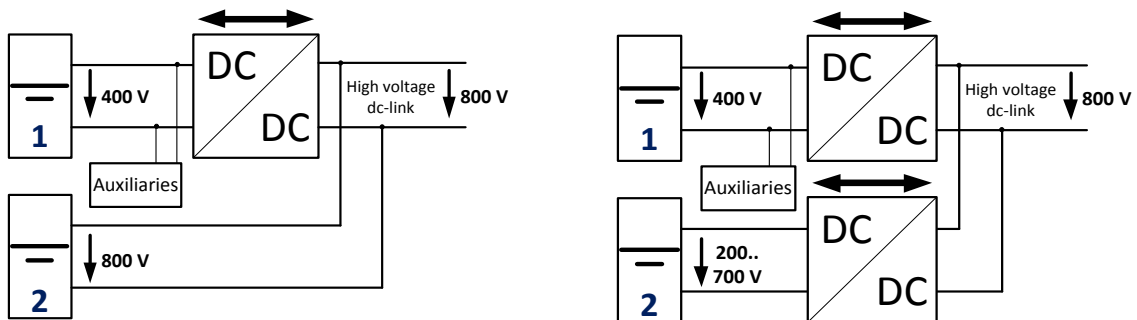 DC
DC
400 V
High voltage
dc-link
800 V
1
Auxiliaries
800 V
2
DC
DC
400 V
High voltage
dc-link
800 V
1
Auxiliaries
DC
DC
200..
700 V
2